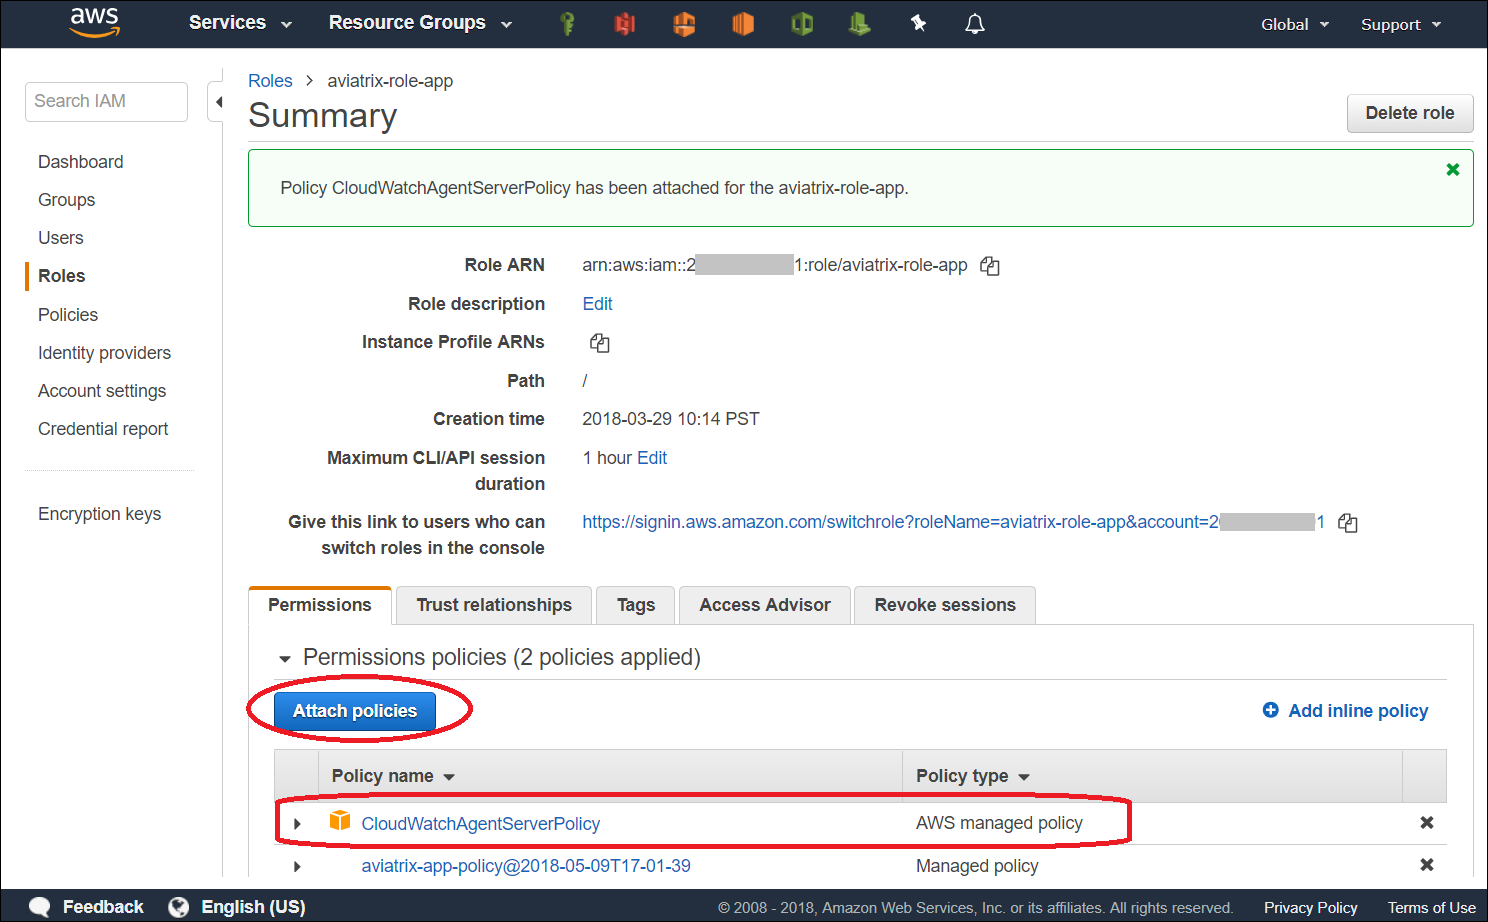 aws Services Resource Groups Global Support
Search IAM
Dashboard
Groups
Users
Roles
Policies
Identity providers
Account settings
Credential report
Encryption keys
Roles > aviatrix-role-app
Summary
Delete role
Policy CloudWatchAgentServerPolicy has been attached for the aviatrix-role-app.
Role ARN arn:aws:iam::2 1:role/aviatrix-role-app
Role description Edit
Instance Profile ARNs
Path /
Creation time 2018-03-29 10:14 PST
Maximum CLI/API session 1 hour Edit
duration
Give this link to users who can https://signin.aws.amazon.com/switchrole?roleName=aviatrix-role-app&account=2 1
switch roles in the console
Permissions Trust relationships Tags Access Advisor Revoke sessions
Permissions policies (2 policies applied)
Attach policies Add inline policy
Policy name Policy type
CloudWatchAgentServerPolicy AWS managed policy
aviatrix-app-policy@2018-05-09T17-01-39 Managed policy
Feedback English (US) © 2008 - 2018, Amazon Web Services, Inc. or its affiliates. All rights reserved. Privacy Policy Terms of Use